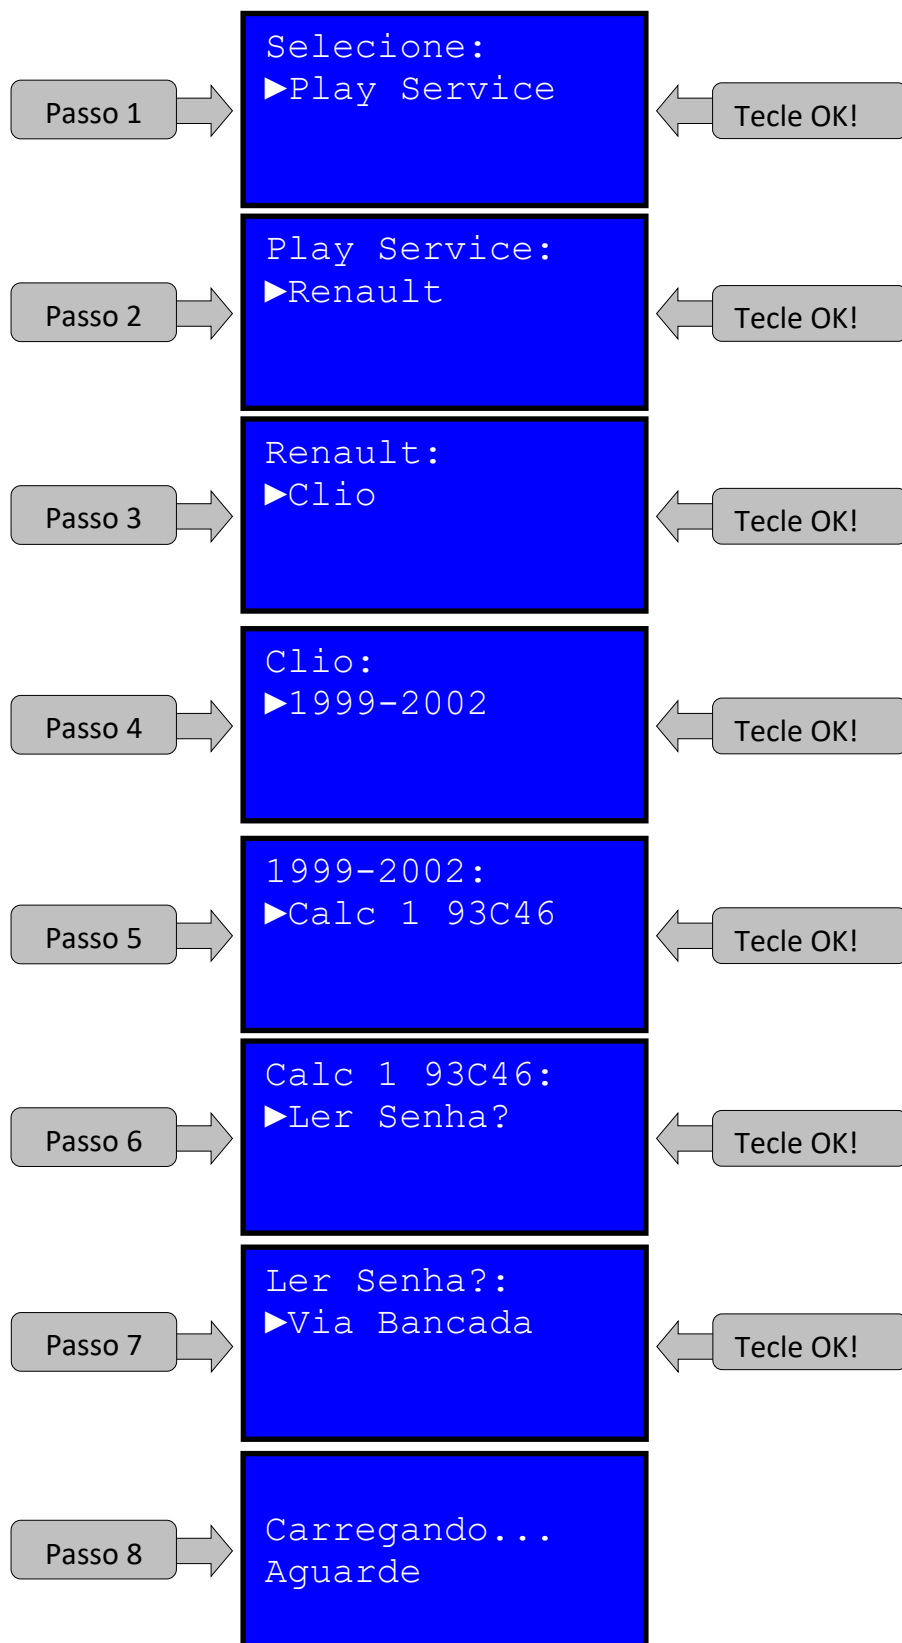 Passo 1
Selecione:
►Play Service
Tecle OK!
Passo 2
Play Service:
►Renault
Tecle OK!
Passo 3
Renault:
►Clio
Tecle OK!
Passo 4
Clio:
►1999-2002
Tecle OK!
Passo 5
1999-2002:
►Calc 1 93C46
Tecle OK!
Passo 6
Calc 1 93C46:
►Ler Senha?
Tecle OK!
Passo 7
Ler Senha?:
►Via Bancada
Tecle OK!
Passo 8
Carregando...
Aguarde